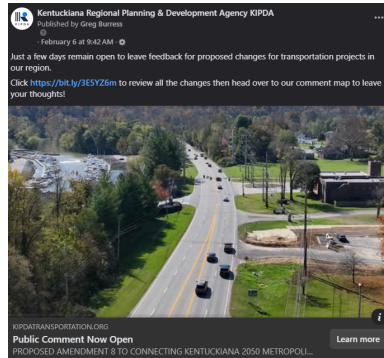 KIPDA
Kentuckiana Regional Planning & Development Agency KIPDA
Published by Greg Burress
· February 6 at 9:42 AM ·
Just a few days remain open to leave feedback for proposed changes for transportation projects in
our region.
Click https://bit.ly/3E5YZ6m to review all the changes then head over to our comment map to leave
your thoughts!
KIPDATRANSPORTATION.ORG
Public Comment Now Open
Learn more
PROPOSED AMENDMENT 8 TO CONNECTING KENTUCKIANA 2050 METROPOLI...